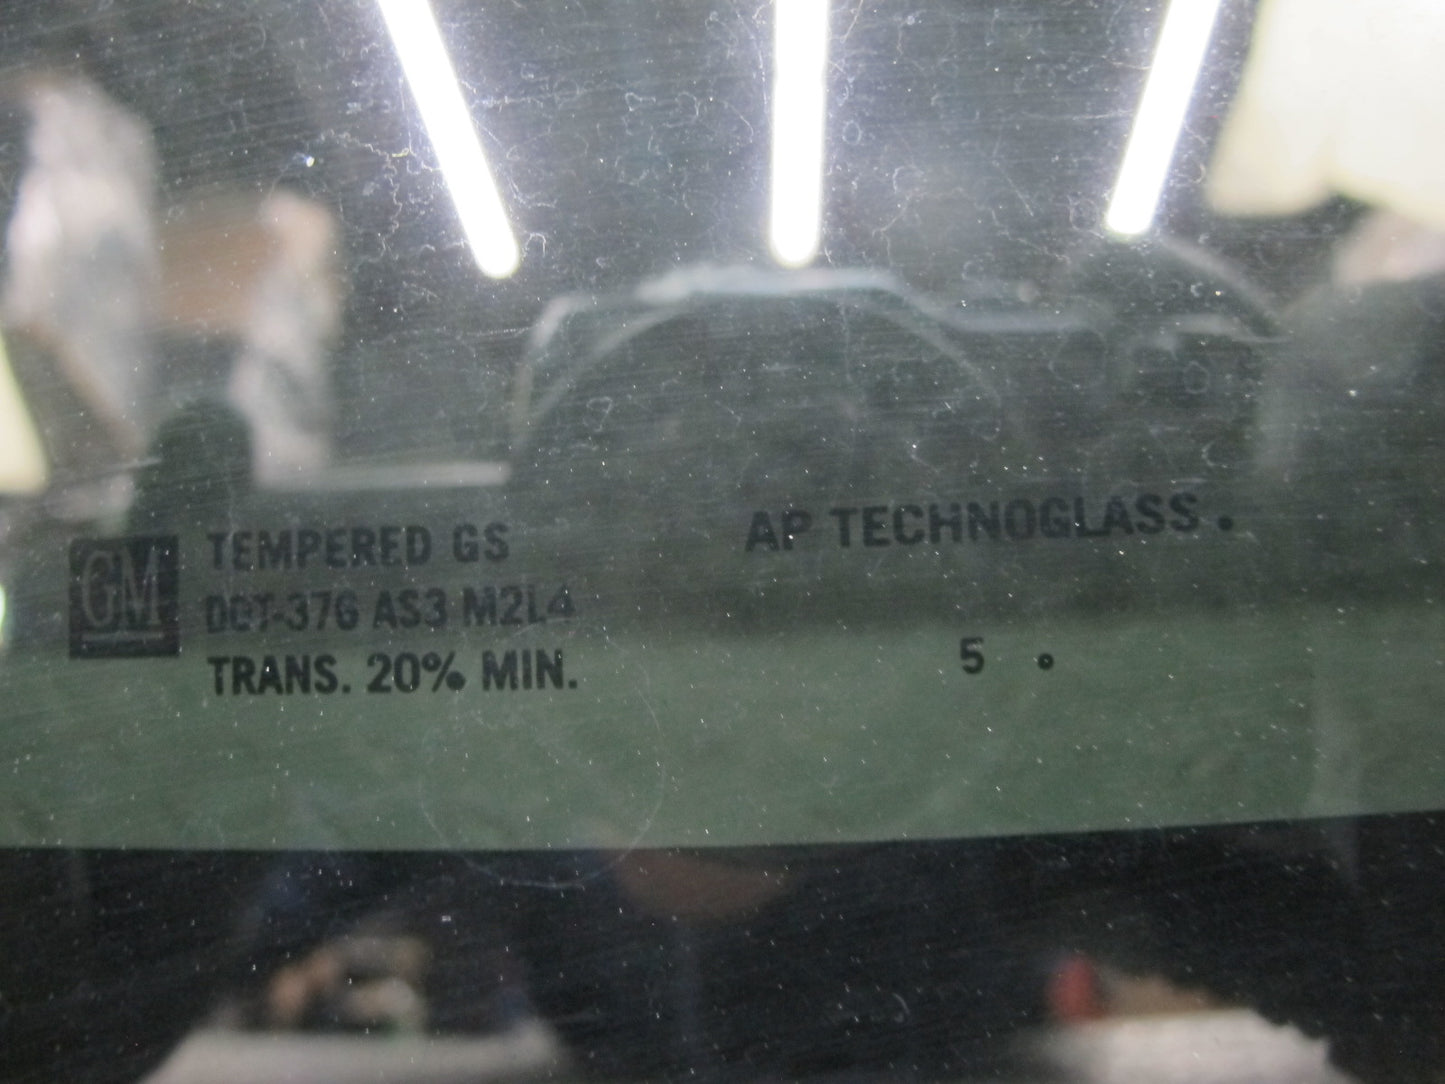 GM
TEMPERED GS
DOT-376 AS3 M2L4
TRANS. 20% MIN.
AP TECHNOGLASS .
5 .